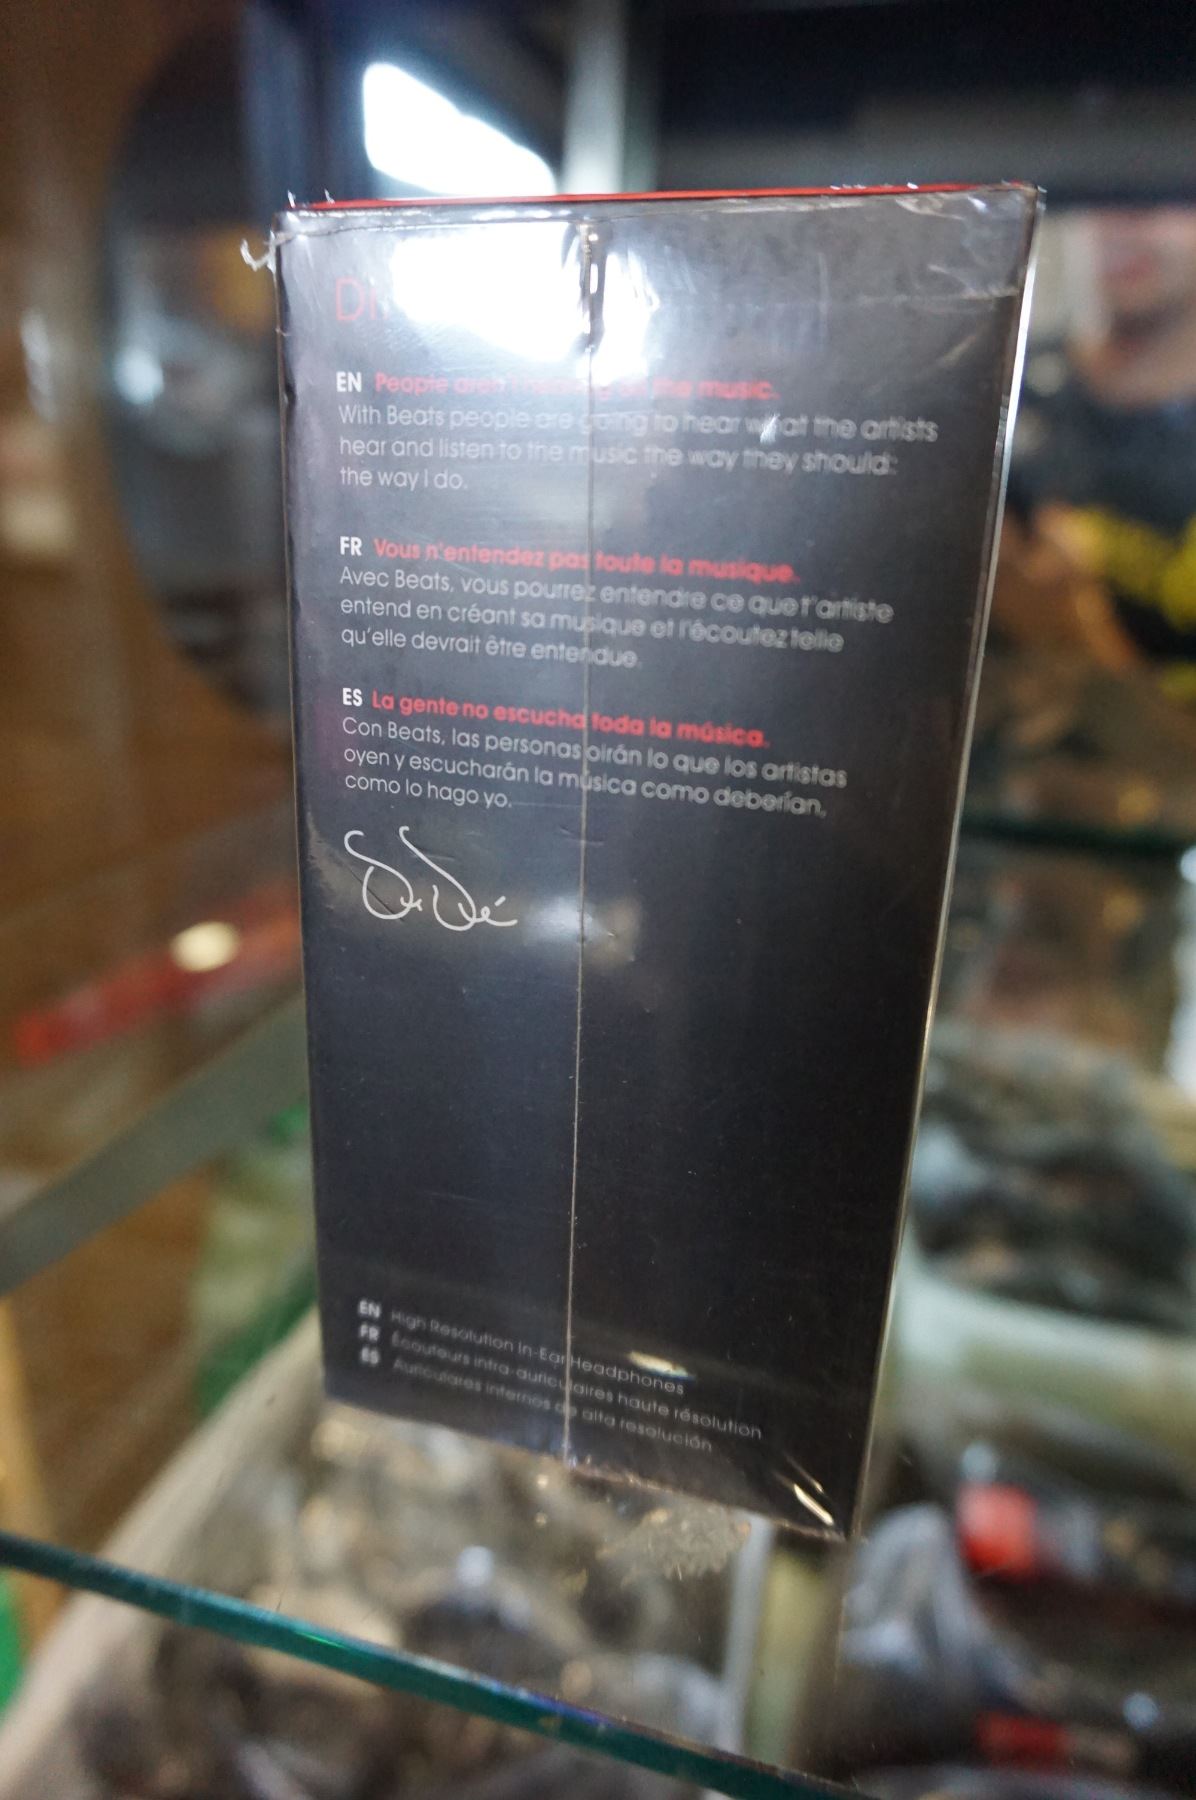 EN People aren't hearing all the music.
With Beats people are going to hear what the artists
hear and listen to the music the way they should:
the way I do.
FR Vous n'entendez pas toute la musique.
Avec Beats, vous pourrez entendre ce que l'artiste
entend en créant sa musique et l'écoutez telle
qu'elle devrait être entendue.
ES La gente no escucha toda la música.
Con Beats, las personas oirán lo que los artistas
oyen y escucharán la música como deberían,
como lo hago yo.
EN High Resolution In-Ear Headphones
FR Écouteurs intra-auriculaires haute résolution
ES Auriculares internos de alta resolución